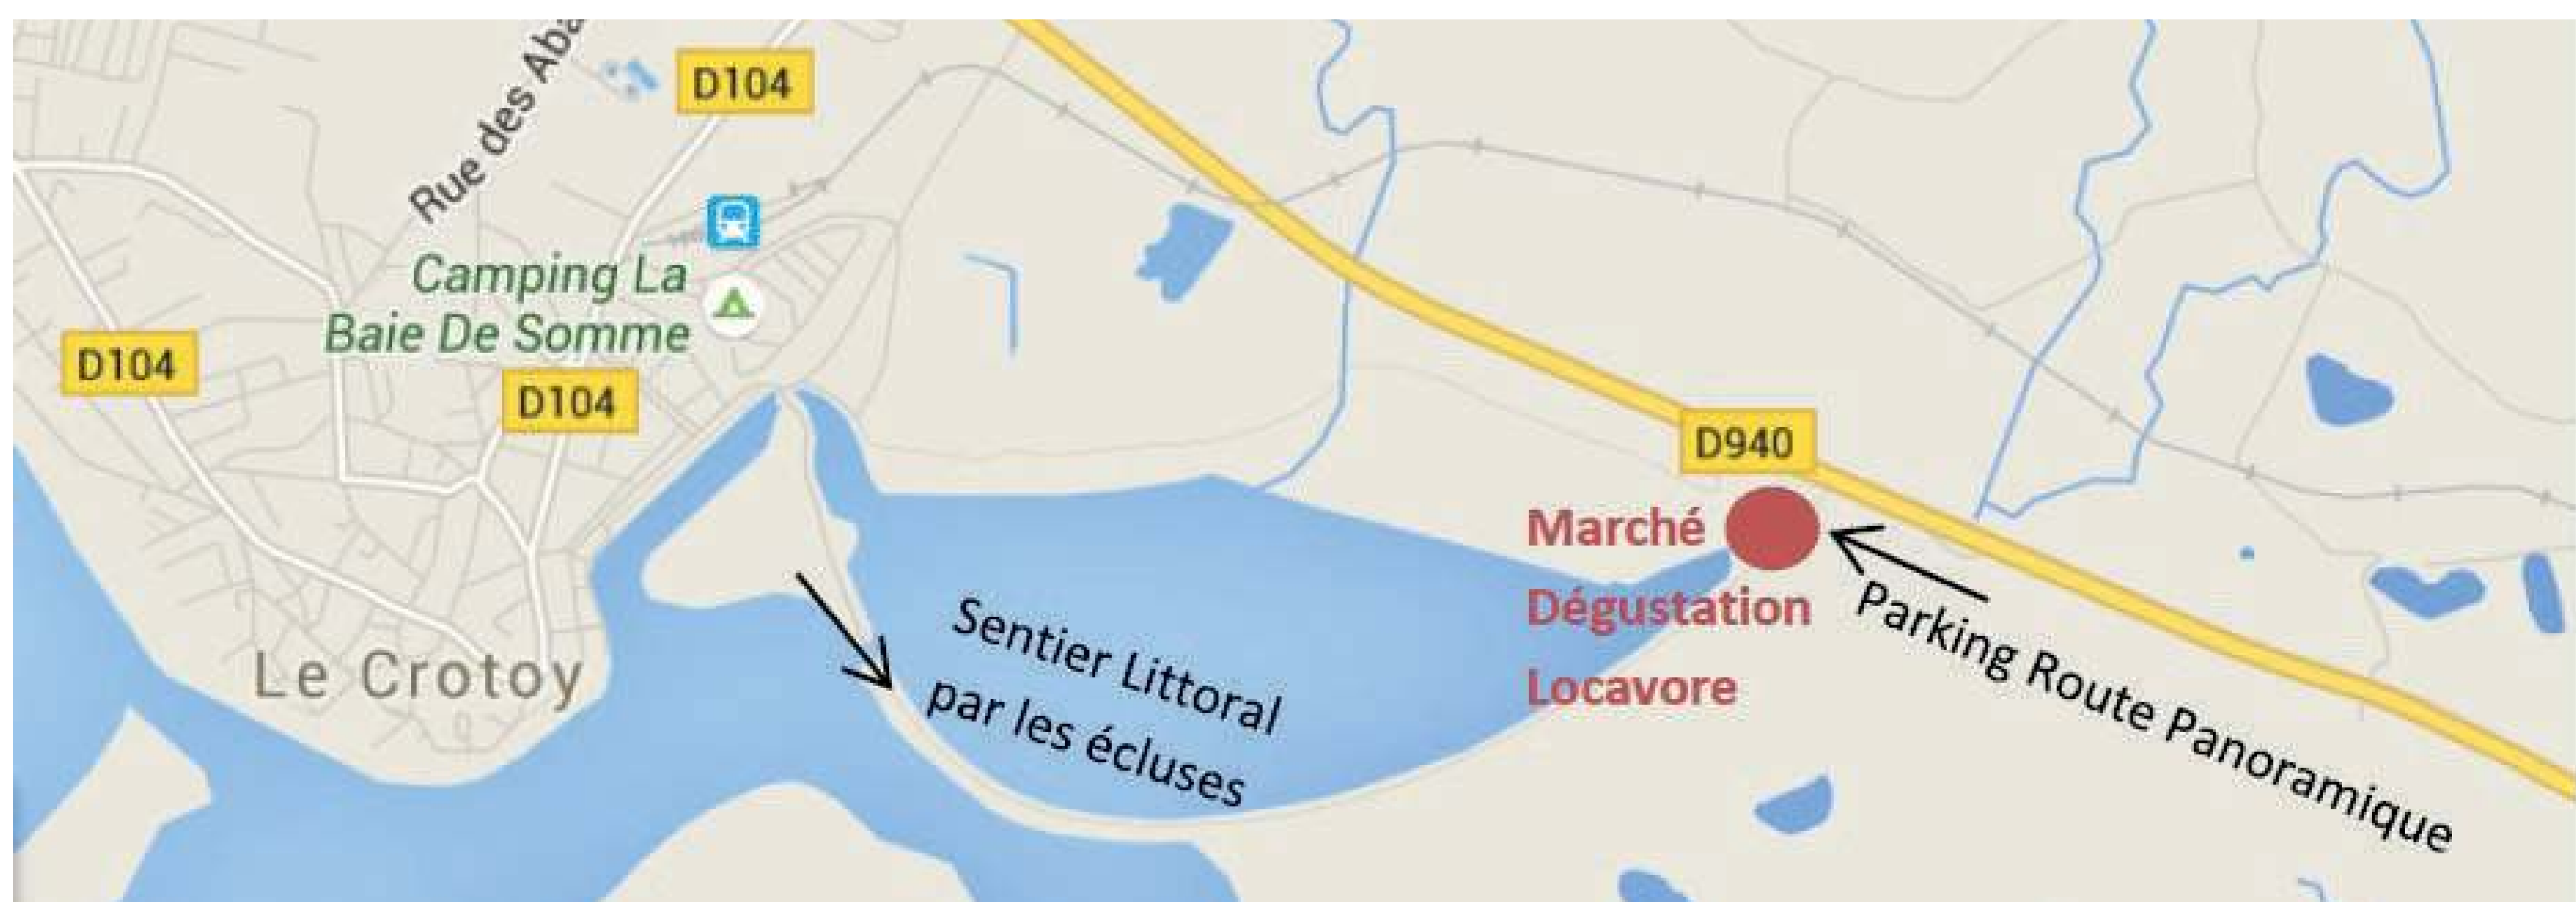 Rue des Aba
D104
Camping La
Baie De Somme
D104
D104
D940
Marché
Dégustation
Locavore
Parking Route Panoramique
Sentier Littoral
par les écluses
Le Crotoy